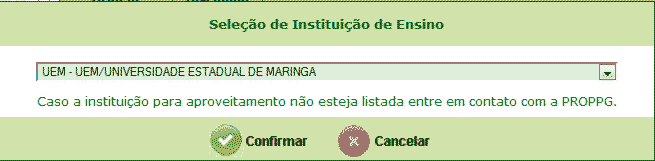 Seleção de Instituição de Ensino
UEM - UEM/UNIVERSIDADE ESTADUAL DE MARINGA
Caso a instituição para aproveitamento não esteja listada entre em contato com a PROPPG.
Confirmar Cancelar